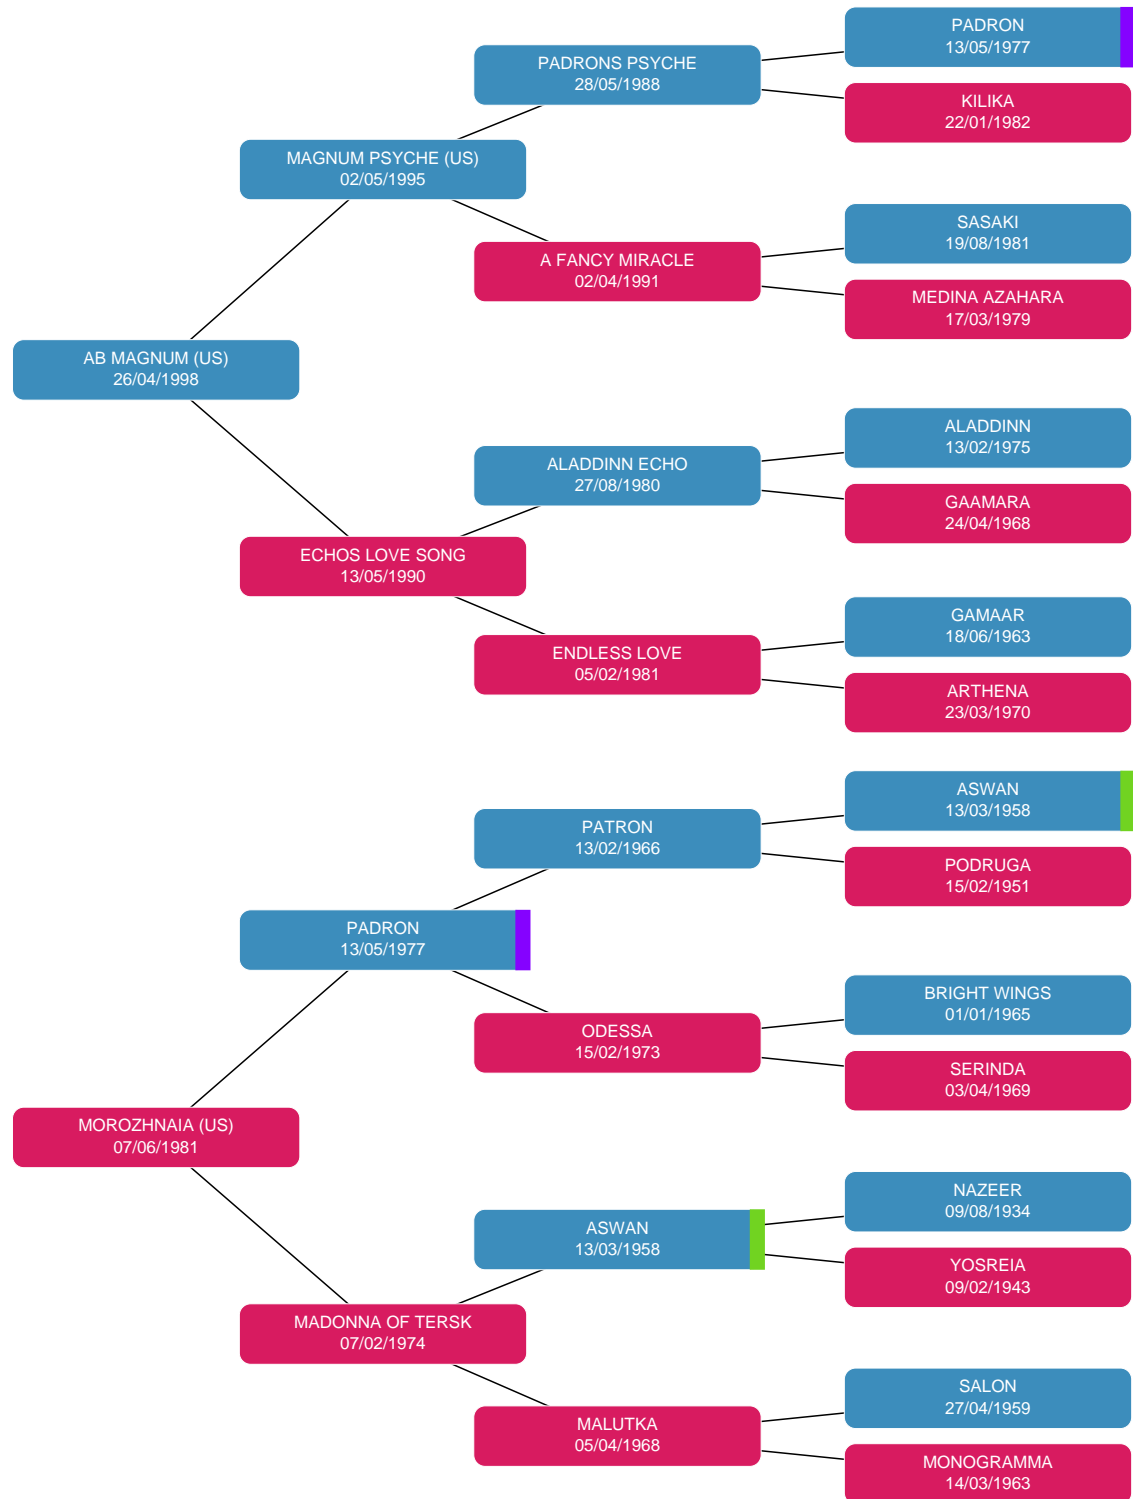 PADRON
13/05/1977
PADRONS PSYCHE
28/05/1988
KILIKA
22/01/1982
MAGNUM PSYCHE (US)
02/05/1995
SASAKI
19/08/1981
A FANCY MIRACLE
02/04/1991
MEDINA AZAHARA
17/03/1979
AB MAGNUM (US)
26/04/1998
ALADDINN
13/02/1975
ALADDINN ECHO
27/08/1980
GAAMARA
24/04/1968
ECHOS LOVE SONG
13/05/1990
GAMAAR
18/06/1963
ENDLESS LOVE
05/02/1981
ARTHENA
23/03/1970
ASWAN
13/03/1958
PATRON
13/02/1966
PODRUGA
15/02/1951
PADRON
13/05/1977
BRIGHT WINGS
01/01/1965
ODESSA
15/02/1973
SERINDA
03/04/1969
MOROZHNAIA (US)
07/06/1981
NAZEER
09/08/1934
ASWAN
13/03/1958
YOSREIA
09/02/1943
MADONNA OF TERSK
07/02/1974
SALON
27/04/1959
MALUTKA
05/04/1968
MONOGRAMMA
14/03/1963